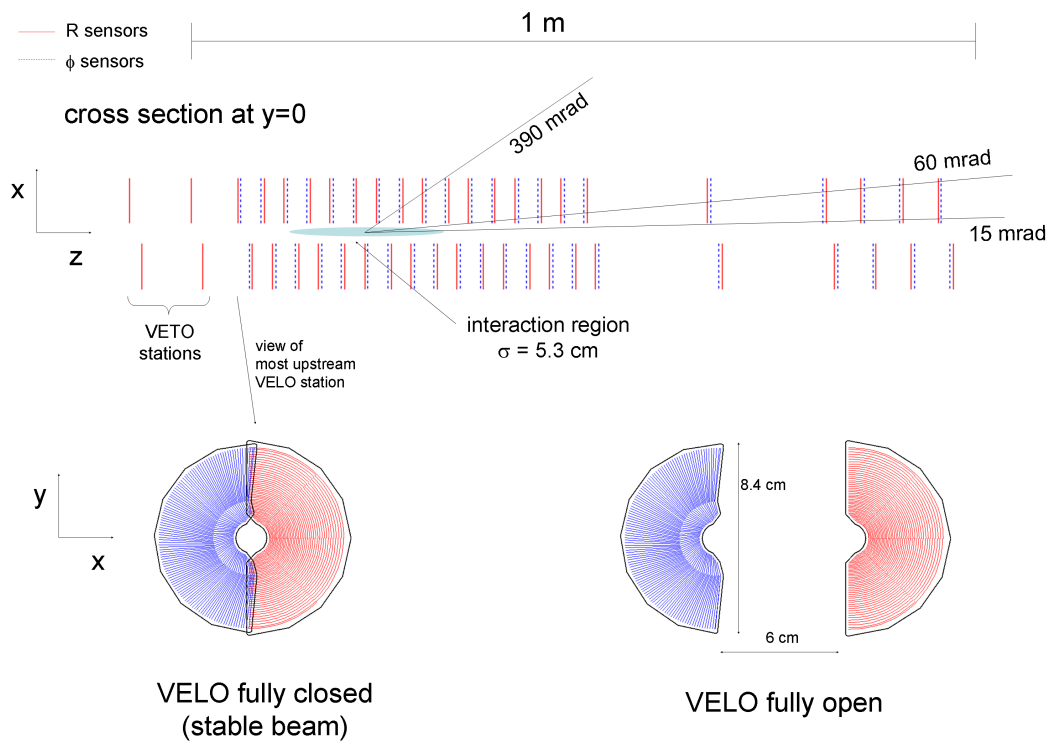 R sensors
ϕ sensors
1 m
cross section at y=0
390 mrad
60 mrad
15 mrad
x
z
VETO
stations
view of
most upstream
VELO station
interaction region
σ = 5.3 cm
y
x
8.4 cm
6 cm
VELO fully closed
(stable beam)
VELO fully open